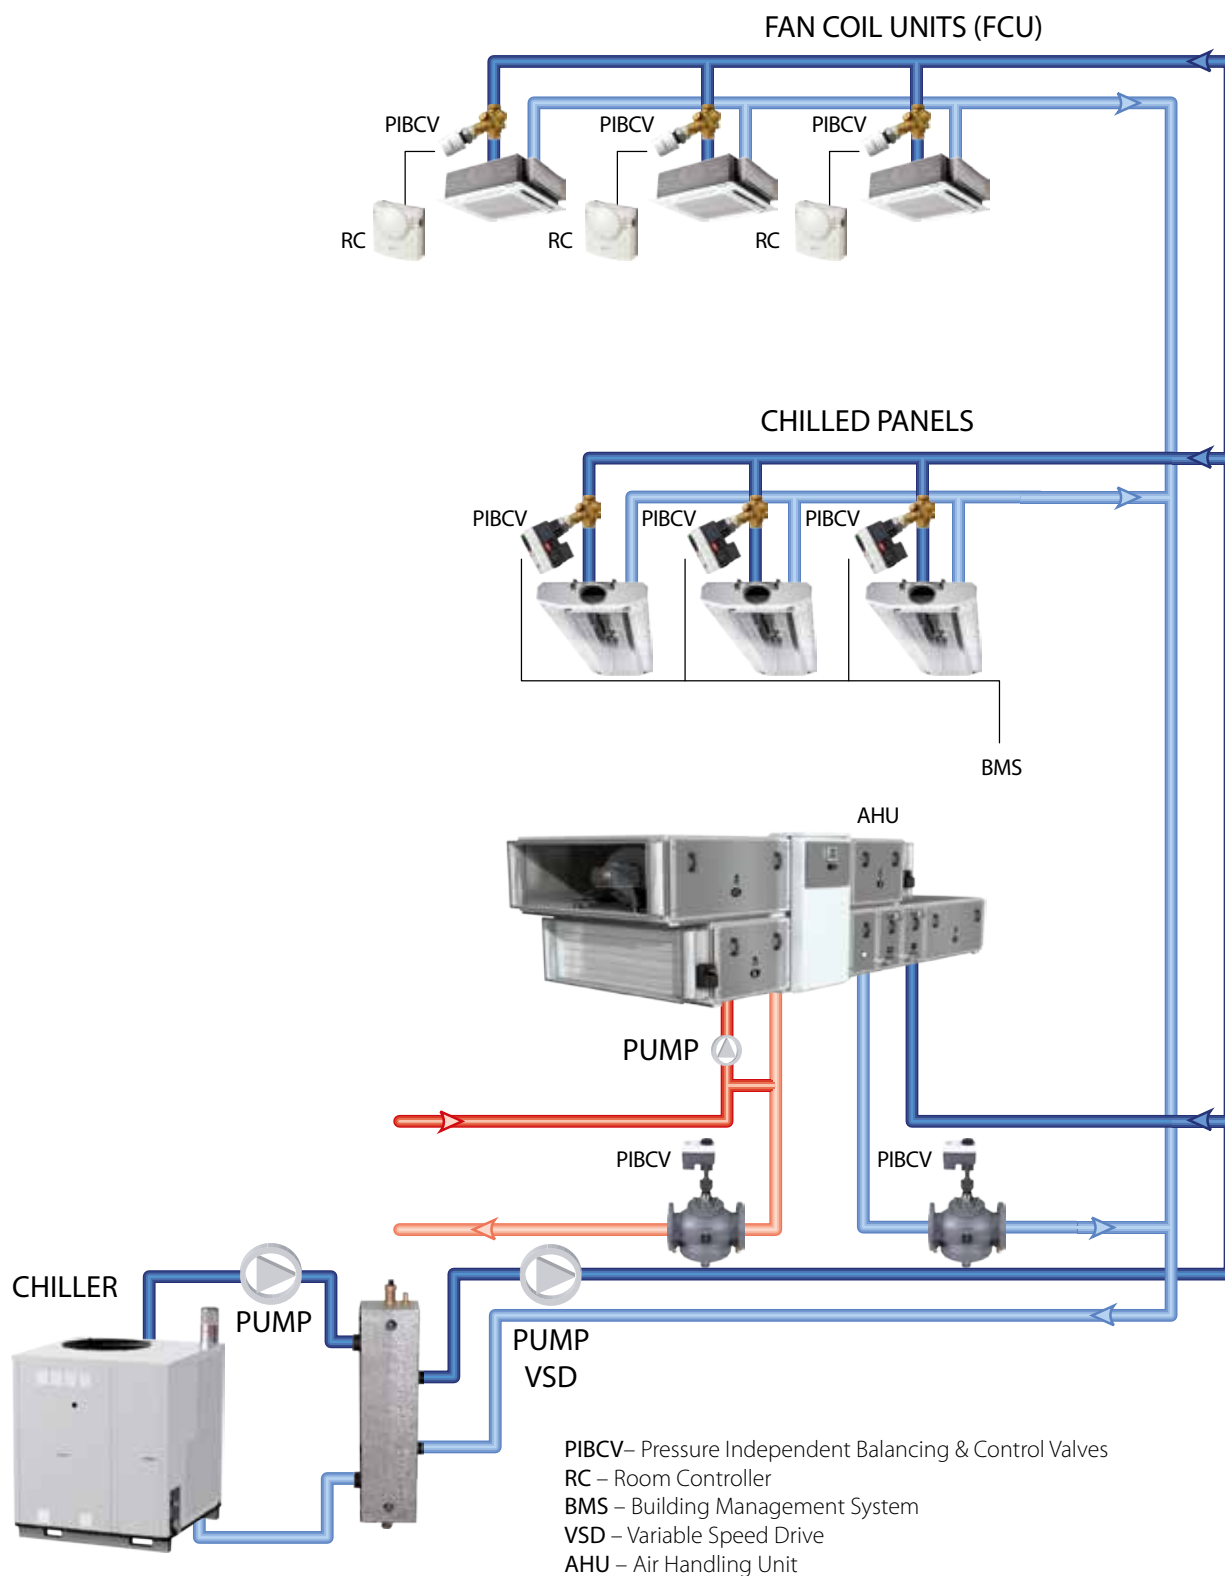 FAN COIL UNITS (FCU)
PIBCV
PIBCV
PIBCV
RC
RC
RC
CHILLED PANELS
PIBCV
PIBCV
PIBCV
BMS
AHU
PUMP
PIBCV
PIBCV
CHILLER
PUMP
PUMP
VSD
PIBCV– Pressure Independent Balancing & Control Valves
RC – Room Controller
BMS – Building Management System
VSD – Variable Speed Drive
AHU – Air Handling Unit